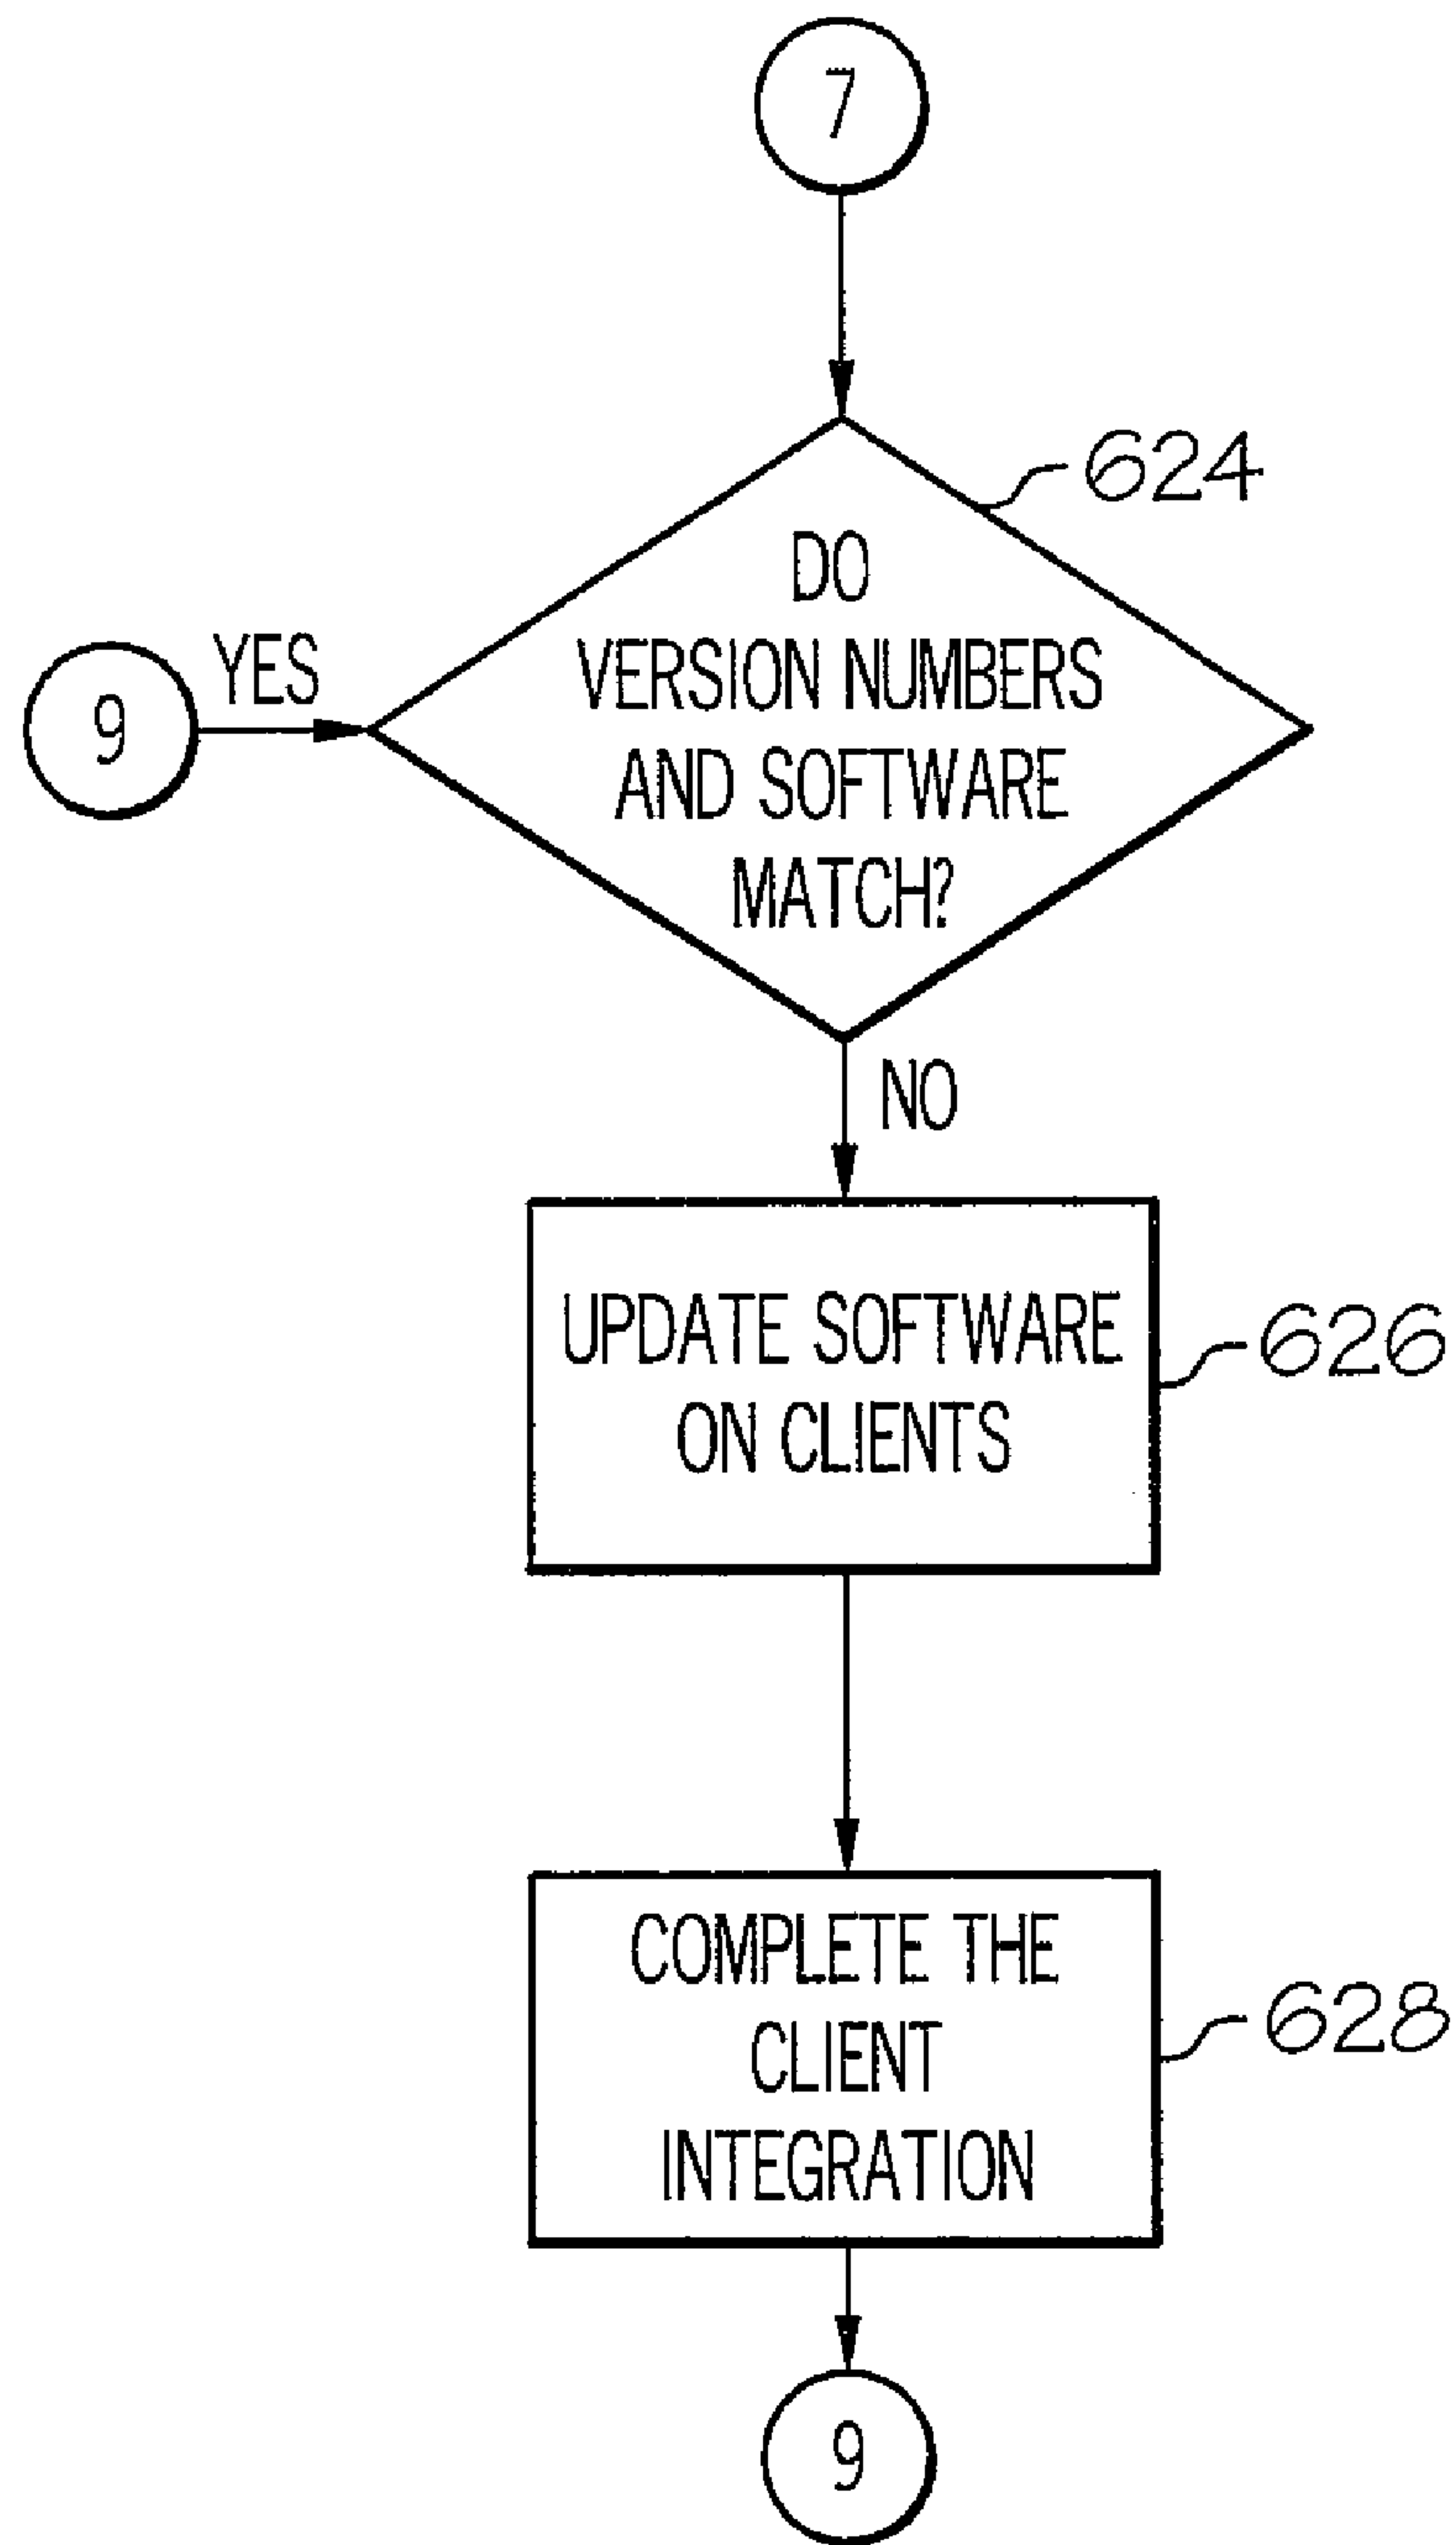 7
624
DO
VERSION NUMBERS
AND SOFTWARE
MATCH?
YES
9
NO
UPDATE SOFTWARE
ON CLIENTS
626
COMPLETE THE
CLIENT
INTEGRATION
628
9